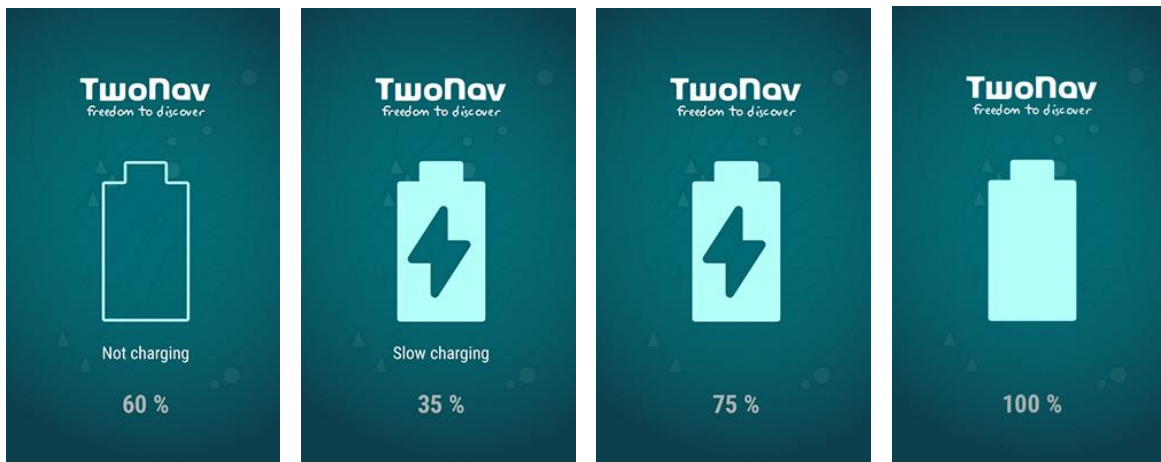 TwoNav
freedom to discover
Not charging
60 %
TwoNav
freedom to discover
Slow charging
35 %
TwoNav
freedom to discover
75 %
TwoNav
freedom to discover
100 %